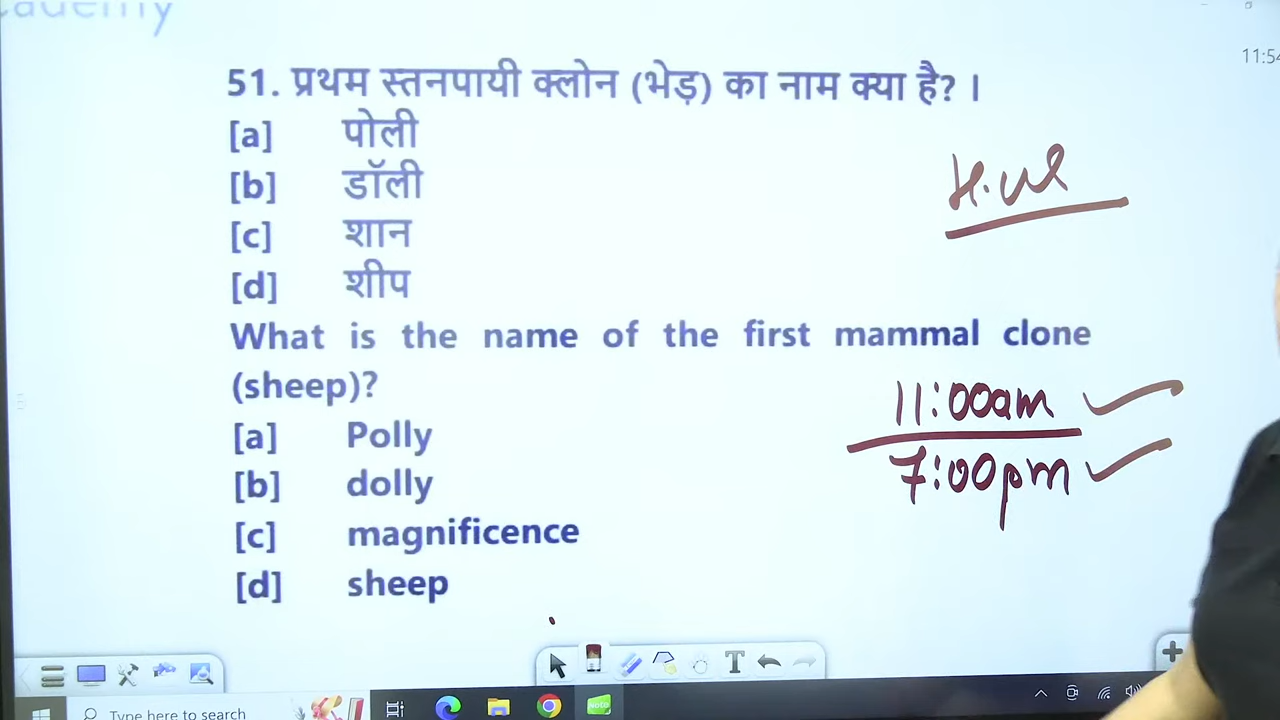 51. प्रथम स्तनपायी क्लोन (भेड़) का नाम क्या है? ।
[a] पोली
[b] डॉली
[c] शान
[d] शीप
What is the name of the first mammal clone
(sheep)?
[a] Polly
[b] dolly
[c] magnificence
[d] sheep
H.w
11:00am
7:00pm
11:54
Type here to search